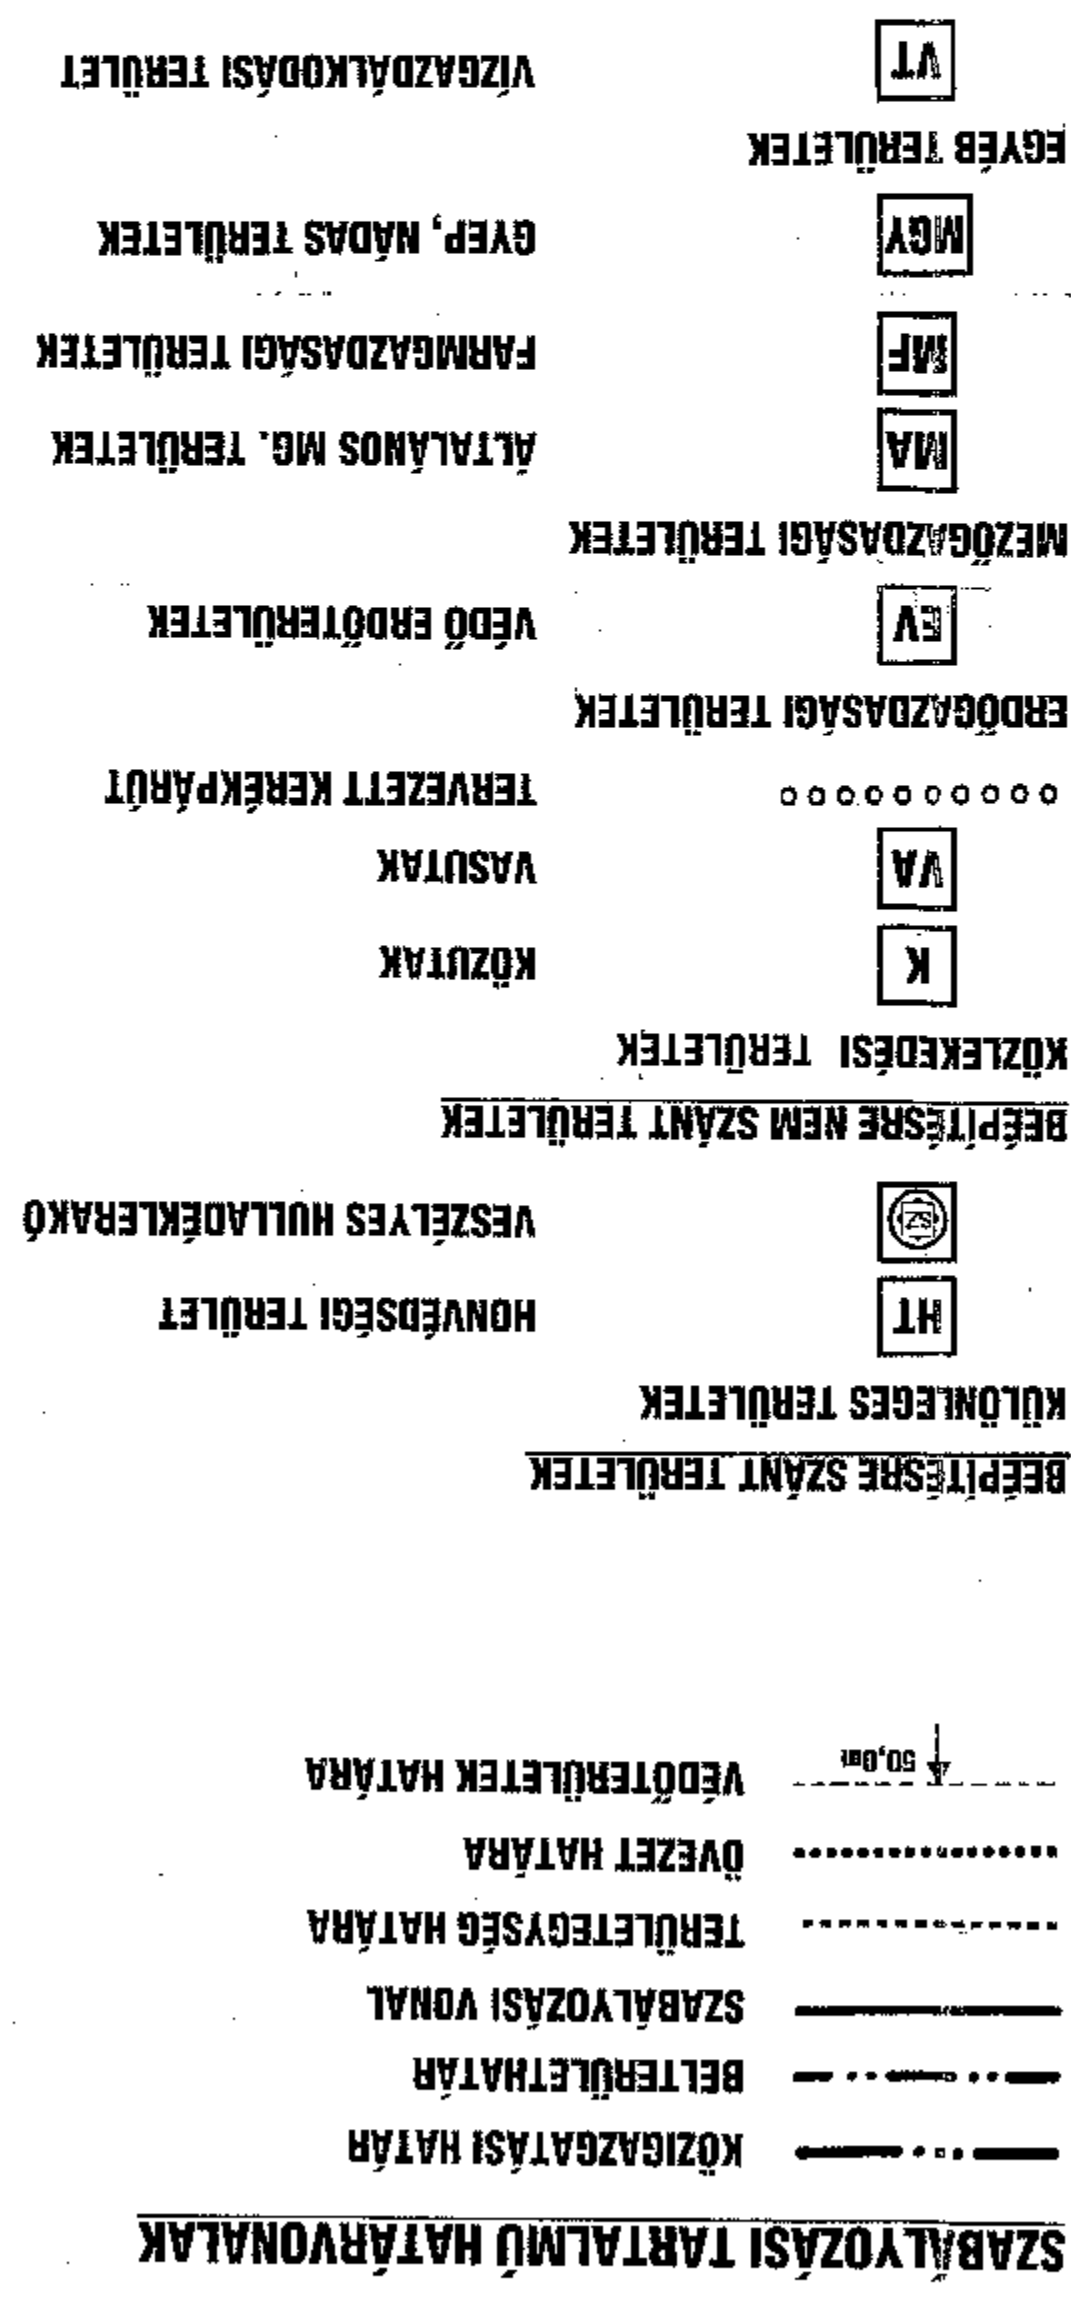 SZABÁLYOZÁSI TARTALMÚ HATÁRVONALAK
KÖZIGAZGATÁSI HATÁR
BELTERÜLETHATÁR
SZABÁLYOZÁSI VONAL
TERÜLETEGYSÉG HATÁRA
ÖVEZET HATÁRA
50,0m VÉDŐTERÜLETEK HATÁRA
BEÉPÍTÉSRE SZÁNT TERÜLETEK
KÜLÖNLEGES TERÜLETEK
HT HONVÉDSÉGI TERÜLET
SZ VESZÉLYES HULLADÉKLERAKÓ
BEÉPÍTÉSRE NEM SZÁNT TERÜLETEK
KÖZLEKEDÉSI TERÜLETEK
K KÖZUTAK
VA VASUTAK
TERVEZETT KERÉKPÁRÚT
ERDŐGAZDASÁGI TERÜLETEK
EV VÉDŐ ERDŐTERÜLETEK
MEZŐGAZDASÁGI TERÜLETEK
MA ÁLTALÁNOS MG. TERÜLETEK
MF FARMGAZDASÁGI TERÜLETEK
MGY GYEP, NÁDAS TERÜLETEK
EGYÉB TERÜLETEK
VT VÍZGAZDÁLKODÁSI TERÜLET